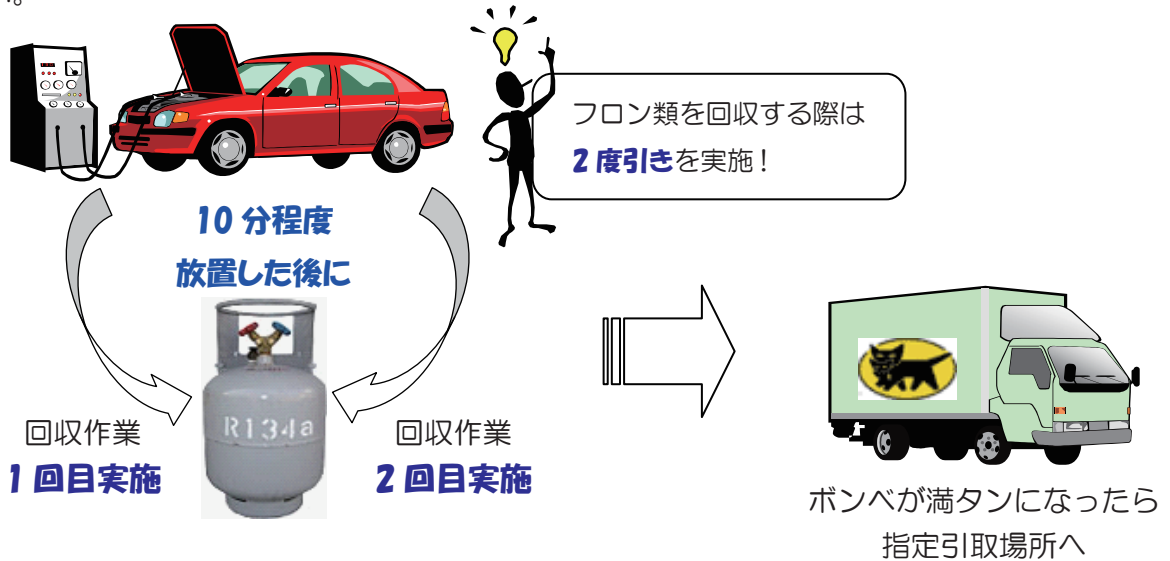 。
フロン類を回収する際は
2度引きを実施！
10分程度
放置した後に
R134a
回収作業
1回目実施
回収作業
2回目実施
ボンベが満タンになったら
指定引取場所へ